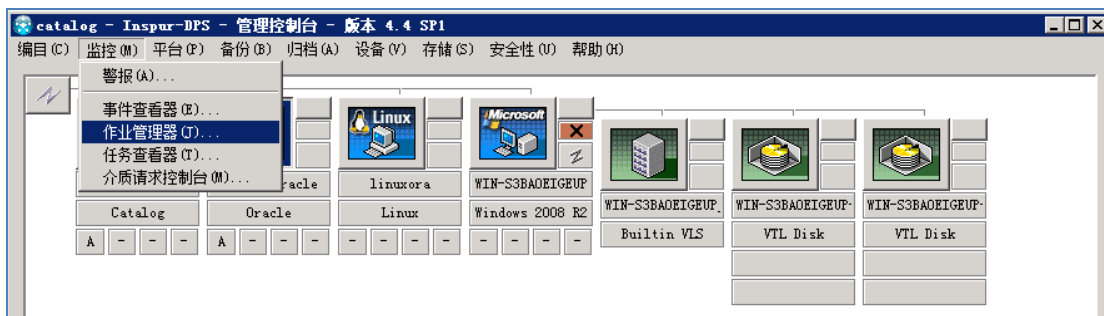 catalog - Inspur-DPS - 管理控制台 - 版本 4.4 SP1
编目(C) 监控(M) 平台(P) 备份(B) 归档(A) 设备(V) 存储(S) 安全性(U) 帮助(H)
警报(A)...
事件查看器(E)...
作业管理器(J)...
任务查看器(T)...
介质请求控制台(M)...
Linux
Microsoft
racle linuxora WIN-S3BAOEIGEUP WIN-S3BAOEIGEUP_ WIN-S3BAOEIGEUP- WIN-S3BAOEIGEUP-
Catalog Oracle Linux Windows 2008 R2 Builtin VLS VTL Disk VTL Disk
A - - - A - - - - - - - - - - -